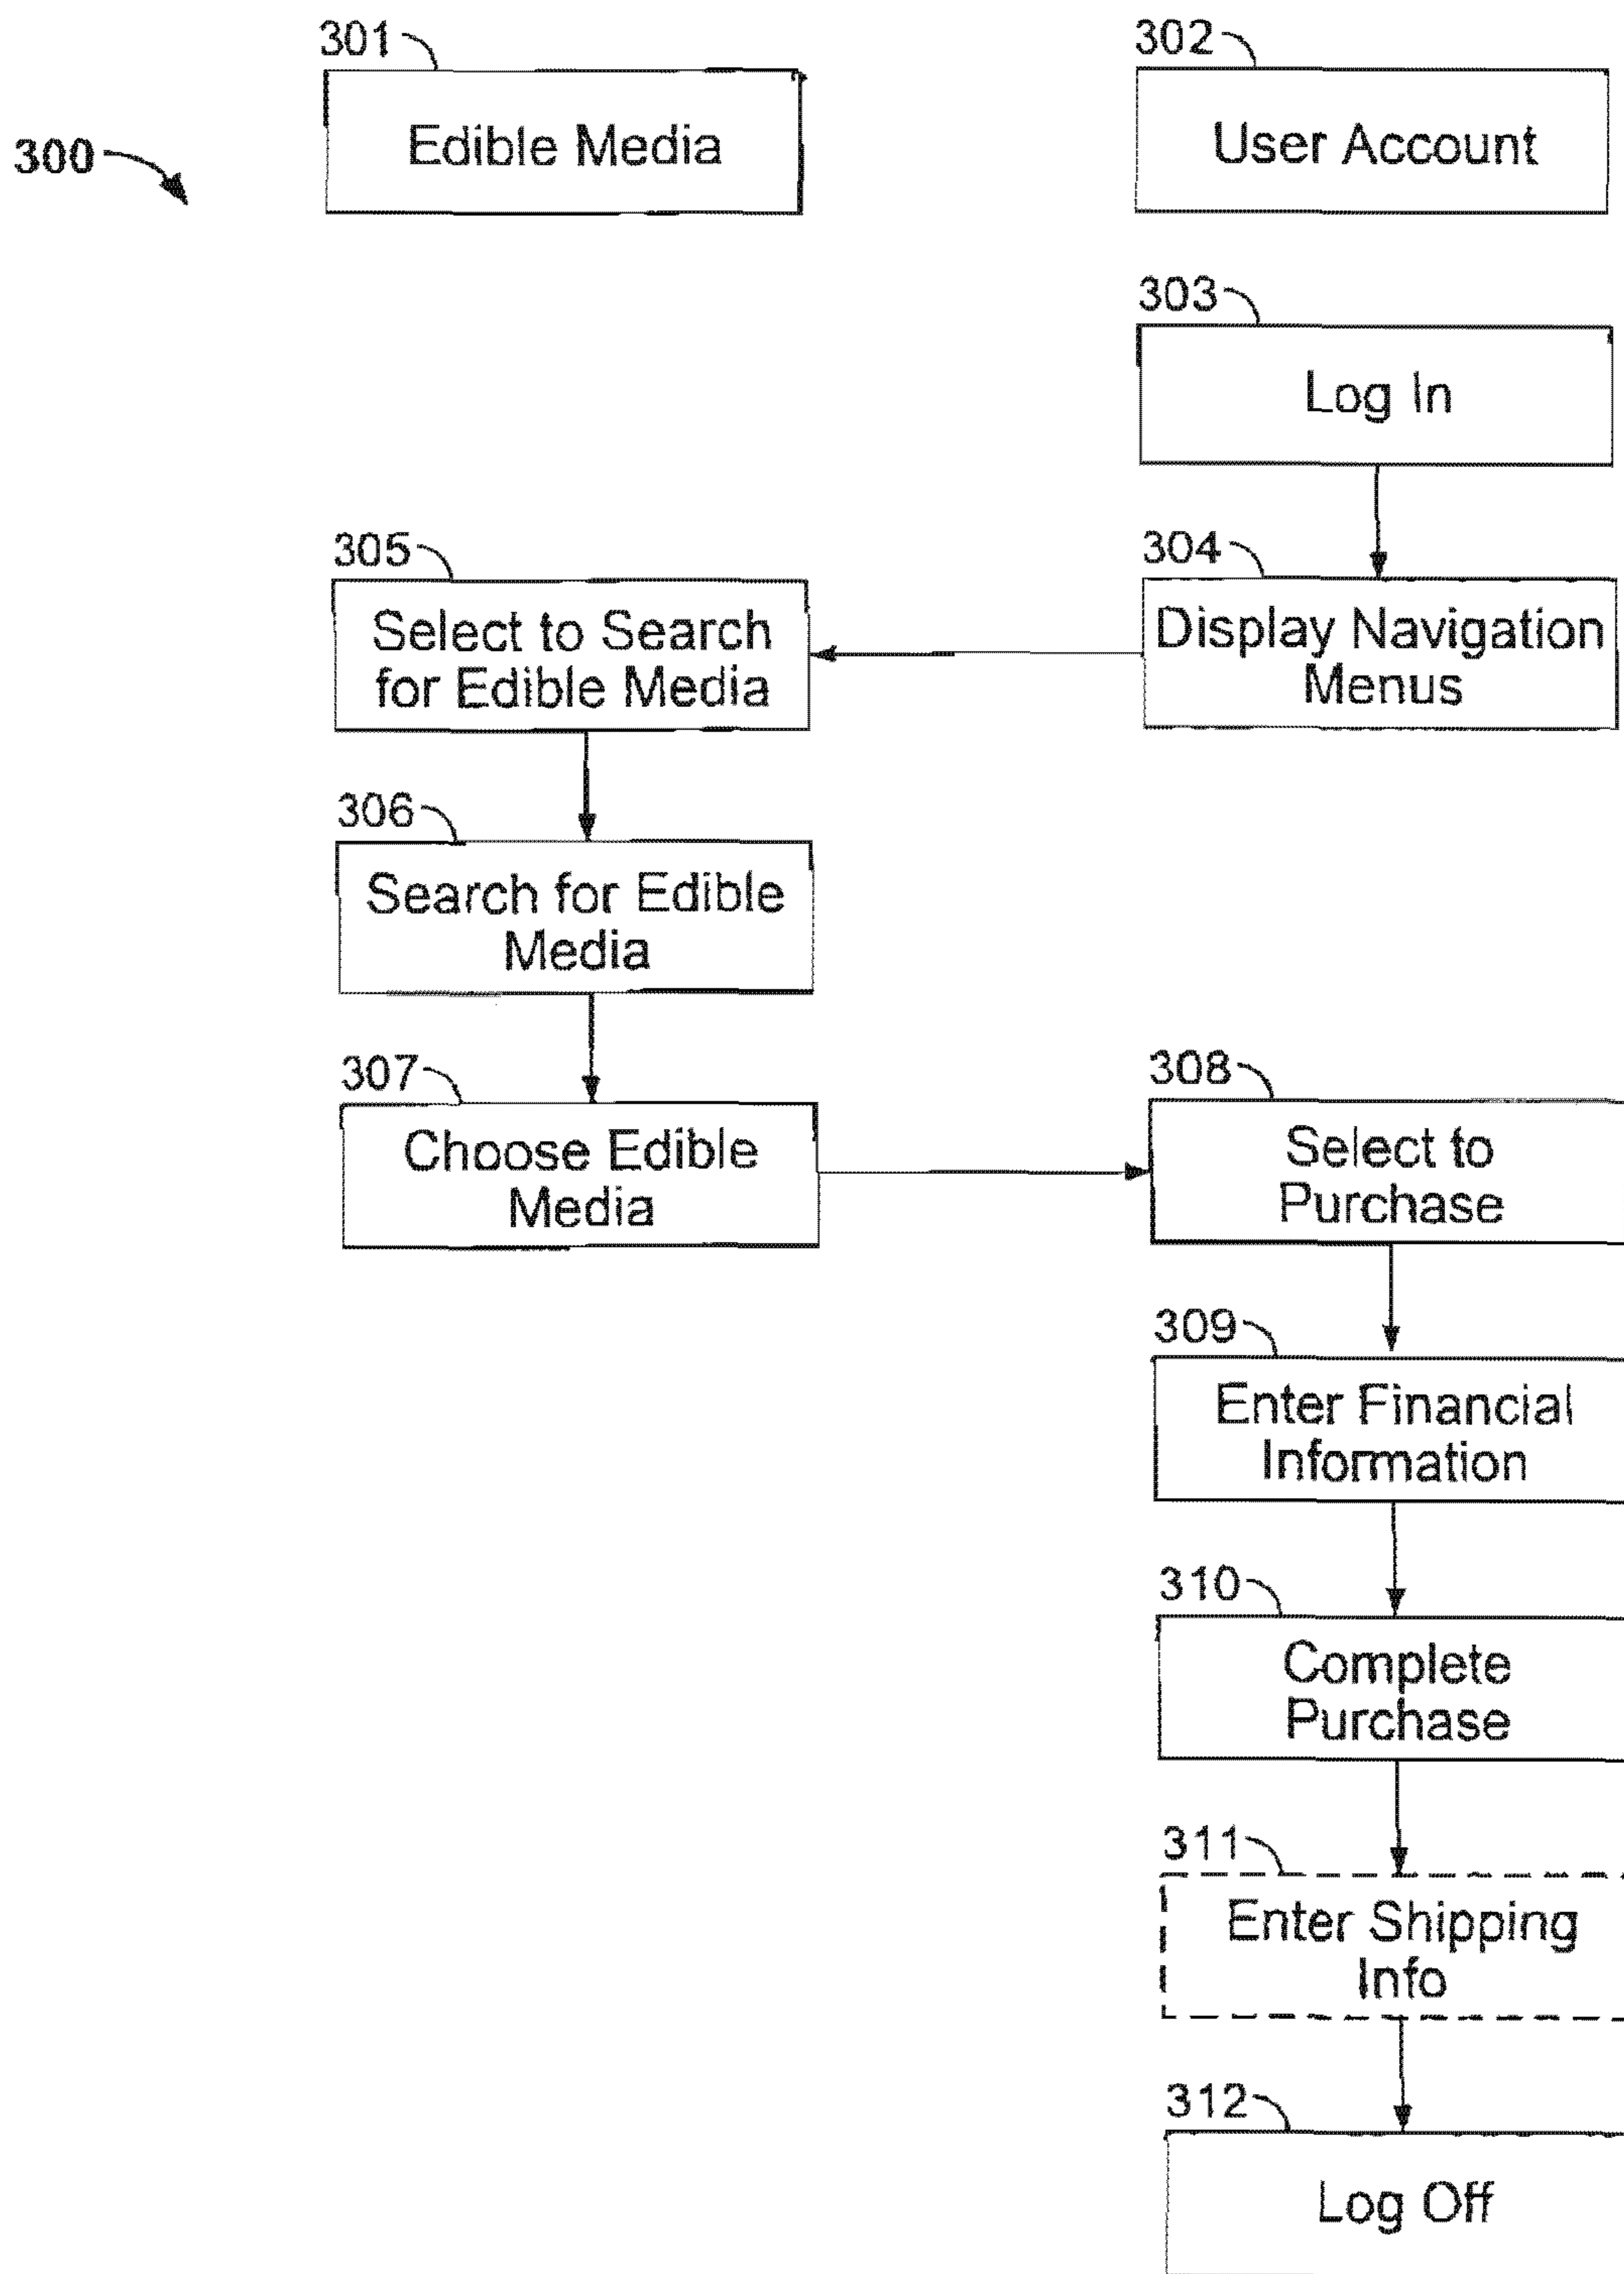 301
302
300
Edible Media
User Account
303
Log In
305
304
Select to Search
for Edible Media
Display Navigation
Menus
306
Search for Edible
Media
307
308
Choose Edible
Media
Select to
Purchase
309
Enter Financial
Information
310
Complete
Purchase
311
Enter Shipping
Info
312
Log Off